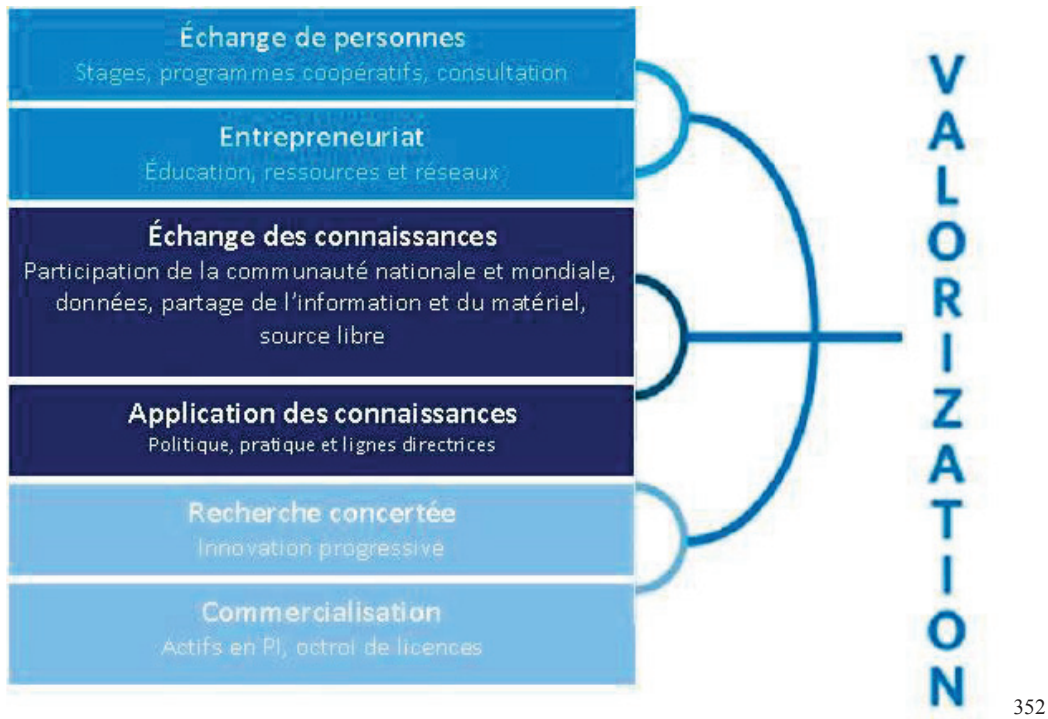 Échange de personnes
Stages, programmes coopératifs, consultation
Entrepreneuriat
Éducation, ressources et réseaux
Échange des connaissances
Participation de la communauté nationale et mondiale,
données, partage de l'information et du matériel,
source libre
Application des connaissances
Politique, pratique et lignes directrices
Recherche concertée
Innovation progressive
Commercialisation
Actifs en PI, octroi de licences
VALORIZATION
352